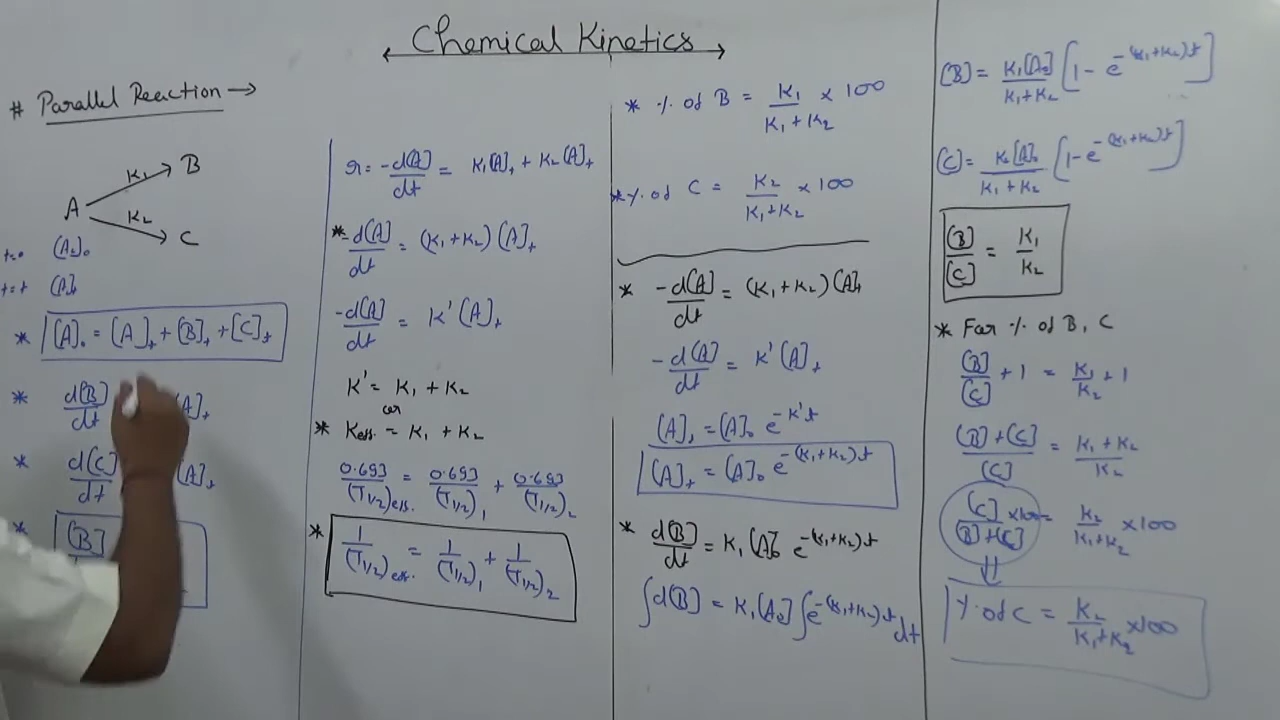 Chemical Kinetics
# Parallel Reaction →
A
K₁ → B
K₂ → C
t=0 [A]₀
t=t [A]ₜ
* [A]₀ = [A]ₜ + [B]ₜ + [C]ₜ
* d[B]/dt [A]ₜ
* d[C]/dt [A]ₜ
* [B]
r = -d[A]/dt = K₁[A]ₜ + K₂[A]ₜ
* -d[A]/dt = (K₁+K₂)[A]ₜ
-d[A]/dt = K'[A]ₜ
K' = K₁ + K₂
or
* Keff. = K₁ + K₂
0.693/(T1/2)eff. = 0.693/(T1/2)₁ + 0.693/(T1/2)₂
* 1/(T1/2)eff. = 1/(T1/2)₁ + 1/(T1/2)₂
* % of B = K₁/(K₁+K₂) × 100
* % of C = K₂/(K₁+K₂) × 100
* -d[A]/dt = (K₁+K₂)[A]ₜ
-d[A]/dt = K'[A]ₜ
[A]ₜ = [A]₀ e^-K't
[A]ₜ = [A]₀ e^-(K₁+K₂)t
* d[B]/dt = K₁[A]₀ e^-(K₁+K₂)t
∫d[B] = K₁[A₀] ∫e^-(K₁+K₂)t dt
[B] = K₁[A₀]/(K₁+K₂) [1 - e^-(K₁+K₂)t]
[C] = K₂[A]₀/(K₁+K₂) [1 - e^-(K₁+K₂)t]
[B]/[C] = K₁/K₂
* For % of B, C
[B]/[C] + 1 = K₁/K₂ + 1
([B]+[C])/[C] = (K₁+K₂)/K₂
[C]/([B]+[C]) ×100 = K₂/(K₁+K₂) ×100
⇓
% of C = K₂/(K₁+K₂) ×100